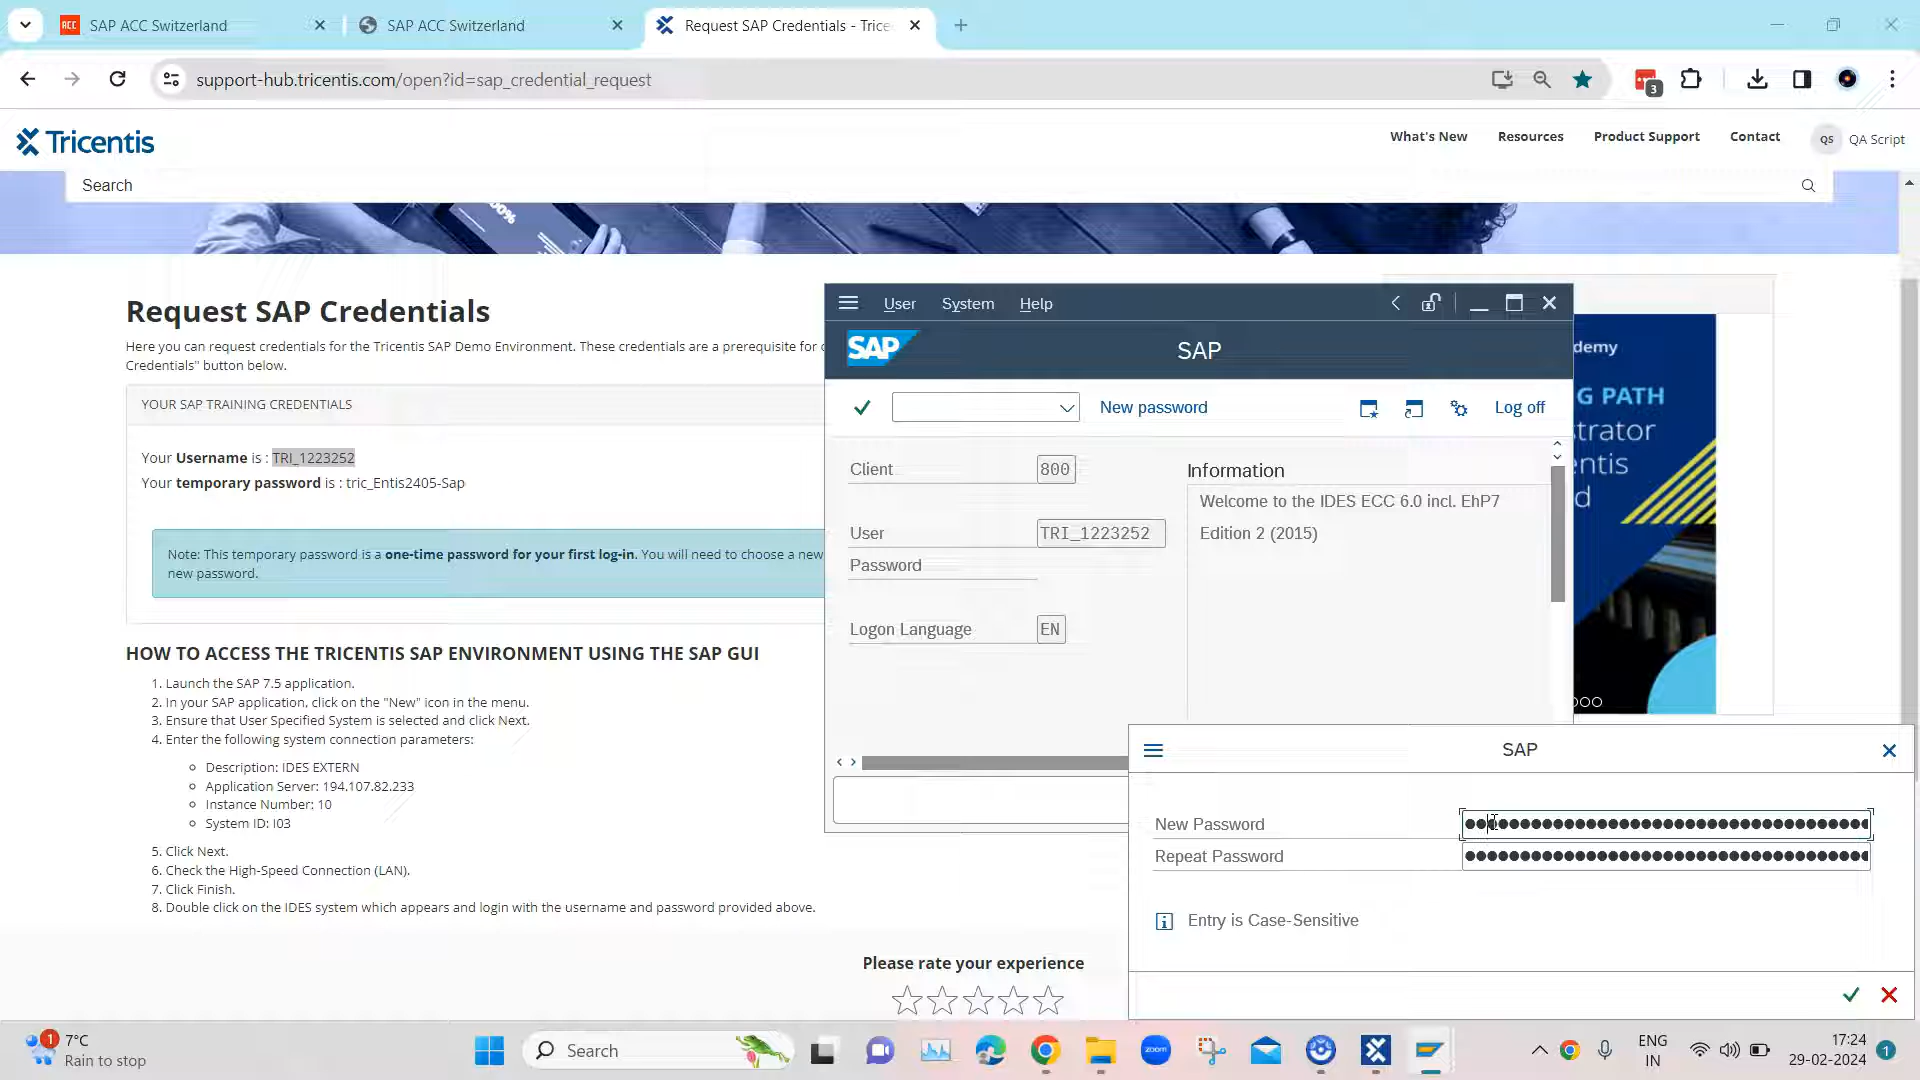 SAP ACC Switzerland
SAP ACC Switzerland
Request SAP Credentials - Trice
support-hub.tricentis.com/open?id=sap_credential_request
3
Tricentis
What's New
Resources
Product Support
Contact
QS
QA Script
Search
00%
Request SAP Credentials
Here you can request credentials for the Tricentis SAP Demo Environment. These credentials are a prerequisite for
Credentials" button below.
YOUR SAP TRAINING CREDENTIALS
Your Username is : TRI_1223252
Your temporary password is : tric_Entis2405-Sap
Note: This temporary password is a one-time password for your first log-in. You will need to choose a new
new password.
HOW TO ACCESS THE TRICENTIS SAP ENVIRONMENT USING THE SAP GUI
1. Launch the SAP 7.5 application.
2. In your SAP application, click on the "New" icon in the menu.
3. Ensure that User Specified System is selected and click Next.
4. Enter the following system connection parameters:
Description: IDES EXTERN
Application Server: 194.107.82.233
Instance Number: 10
System ID: I03
5. Click Next.
6. Check the High-Speed Connection (LAN).
7. Click Finish.
8. Double click on the IDES system which appears and login with the username and password provided above.
Please rate your experience
User
System
Help
SAP
SAP
New password
Log off
Client
800
User
TRI_1223252
Password
Logon Language
EN
Information
Welcome to the IDES ECC 6.0 incl. EhP7
Edition 2 (2015)
demy
G PATH
strator
entis
d
SAP
New Password
Repeat Password
Entry is Case-Sensitive
1
7°C
Rain to stop
Search
zoom
ENG
IN
17:24
29-02-2024
1